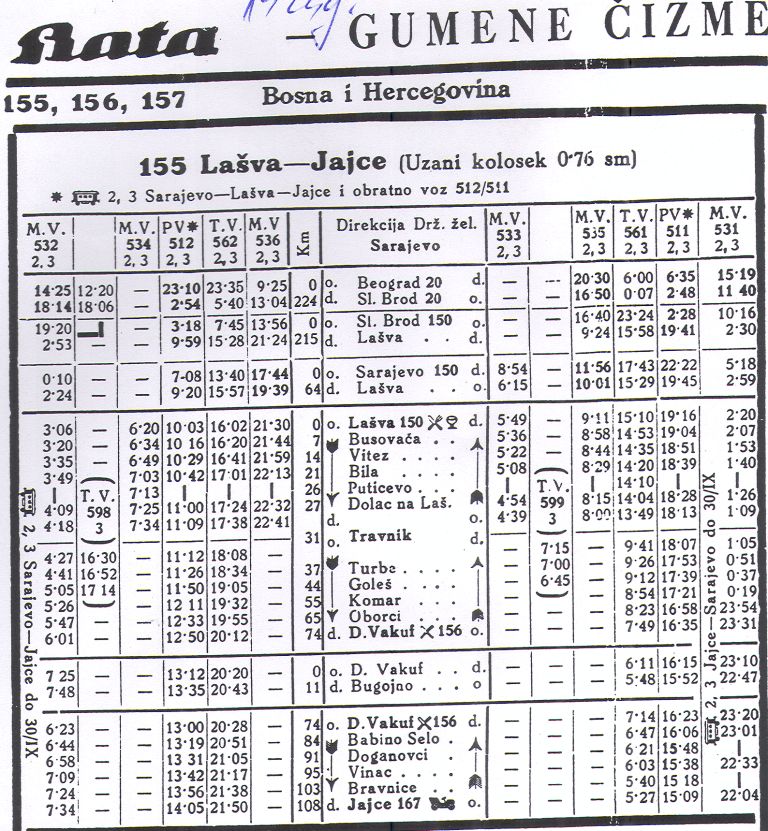 Bata — GUMENE ČIZME
155, 156, 157 Bosna i Hercegovina
155 Lašva—Jajce (Uzani kolosek 0·76 sm)
2, 3 Sarajevo—Lašva—Jajce i obratno voz 512/511
M.V. M.V. PV* T.V. M.V Km Direkcija Drž. žel. M.V. M.V. T.V. PV* M.V.
532 534 512 562 536 Sarajevo 533 535 561 511 531
2,3 2,3 2,3 2,3 2,3 2,3 2,3 2,3 2,3 2,3
14·25 12·20 — 23·10 23·35 9·25 0 o. Beograd 20 d. — --- 20·30 6·00 6·35 15·19
18·14 18·06 — 2·54 5·40 13·04 224 d. Sl. Brod 20 o. — — 16·50 0·07 2·48 11 40
19·20 — 3·18 7·45 13·56 0 o. Sl. Brod 150 o. — — 16·40 23·24 2·28 10·16
2·53 — — 9·59 15·28 21·24 215 d. Lašva . . d. — — 9·24 15·58 19·41 2·30
0·10 — — 7-08 13·40 17·44 0 o. Sarajevo 150 d. 8·54 — 11·56 17·43 22·22 5·18
2·24 — — 9·20 15·57 19·39 64 d. Lašva . . . o. 6·15 — 10·01 15·29 19·45 2·59
3·06 — 6·20 10·03 16·02 21·30 0 o. Lašva 150 d. 5·49 — 9·11 15·10 19·16 2·20
3·20 — 6·34 10 16 16·20 21·44 7 Busovača . . 5·36 — 8·58 14·53 19·04 2·07
3·35 — 6·49 10·29 16·41 21·59 14 Vitez . . . . 5·22 — 8·44 14·35 18·51 1·53
3·49 7·03 10·42 17·01 22·13 21 Bila . . . . 5·08 8·29 14·20 18·39 1·40
| T. V. 7·13 | | | 26 Puticevo . . . | T.V. | 14·10 | |
4·09 598 7·25 11·00 17·24 22·32 27 Dolac na Laš. 4·54 599 8·15 14·04 18·28 1·26
4·18 3 7·34 11·09 17·38 22·41 d. 4·39 3 13·49 18·13 1·09
31 Travnik
4·27 16·30 — 11·12 18·08 — o. d. — 7·15 — 9·41 18·07 1·05
4·41 16·52 — 11·26 18·34 — 37 Turbe . . . . — 7·00 — 9·26 17·53 0·51
5·05 17 14 — 11·50 19·05 — 44 Goleš . . . . — 6·45 — 9·12 17·39 0·37
5·26 — 12 11 19·32 — 55 Komar . . . — — 8·54 17·21 0·19
5·47 — — 12·33 19·55 — 65 Oborci . . . . — — — 8·23 16·58 23·54
6·01 — — 12·50 20·12 — 74 d. D.Vakuf 156 o. — — — 7·49 16·35 23·31
7 25 — — 13·12 20·20 — 0 o. D. Vakuf . . d. — — — 6·11 16·15 23·10
7·48 — — 13·35 20·43 — 11 d. Bugojno . . . o — — — 5·48 15·52 22·47
6·23 — — 13·00 20·28 — 74 o. D.Vakuf 156 d. — — — 7·14 16·23 23·20
6·44 — — 13·19 20·51 — 84 Babino Selo . — — — 6·47 16·06 23·01
6·58 — — 13 31 21·05 — 91 Doganovci . — — — 6·21 15·48 |
7·09 — — 13·42 21·17 — 95 Vinac . . . . — — — 6·03 15·38 22·33
7·24 — — 13·56 21·38 — 103 Bravnice . . — — — 5·40 15 18 |
7·34 — — 14·05 21·50 — 108 d. Jajce 167 o. — — — 5·27 15·09 22·04
2, 3 Sarajevo—Jajce do 30/IX
2, 3 Jajce—Sarajevo do 30/IX